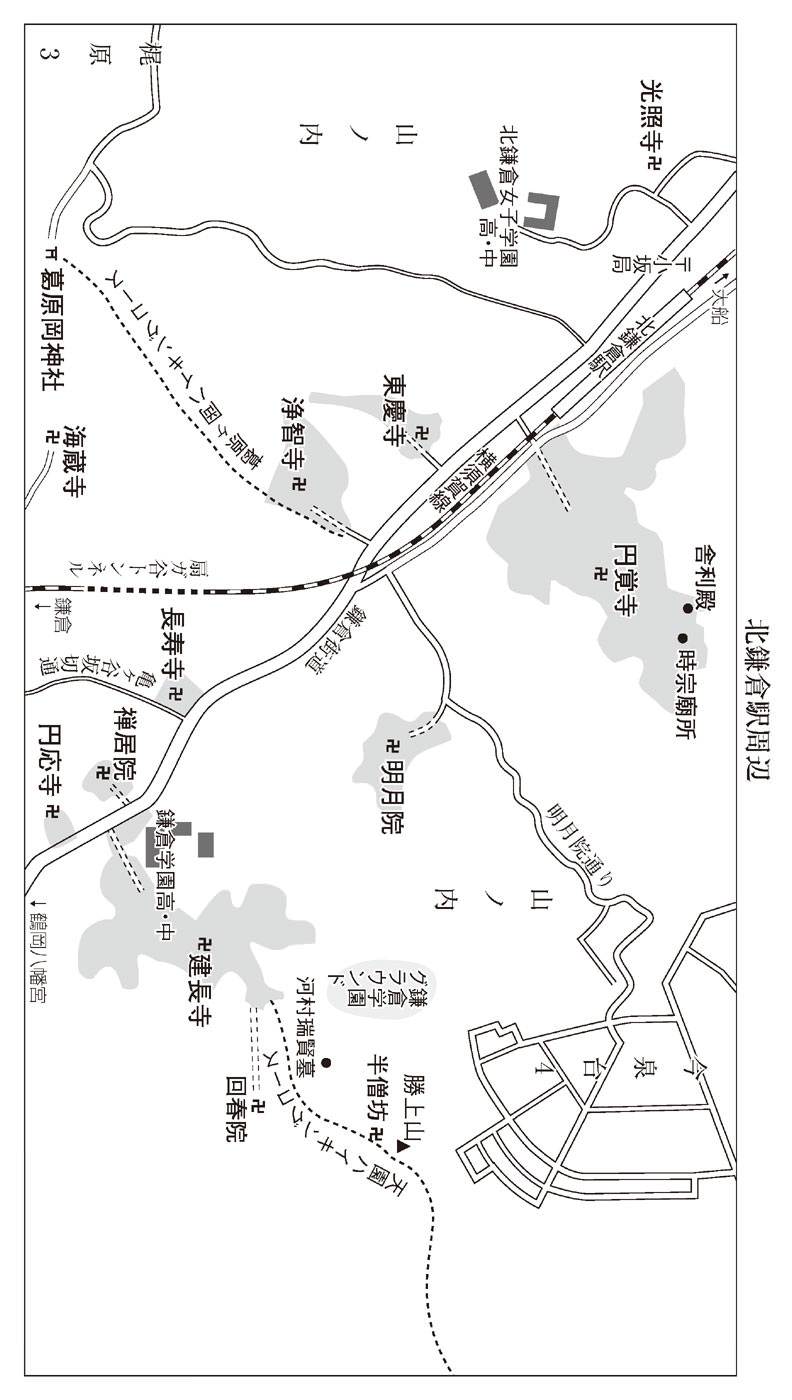 北鎌倉駅周辺
光照寺
北鎌倉女子学園
高・中
小坂
局
↑大船
北鎌倉駅
山ノ内
梶原
3
葛原岡神社
葛原ヶ岡ハイキングコース
東慶寺
浄智寺
海蔵寺
横須賀線
円覚寺
舎利殿
時宗廟所
扇ガ谷トンネル
↓鎌倉
鎌倉街道
長寿寺
亀ヶ谷坂
切通
明月院
明月院通り
禅居院
円応寺
鎌倉学園高・中
↓鶴岡八幡宮
建長寺
山ノ内
鎌倉学園
グラウンド
河村瑞賢墓
回春院
半僧坊
勝上山
天園ハイキングコース
今泉台
4